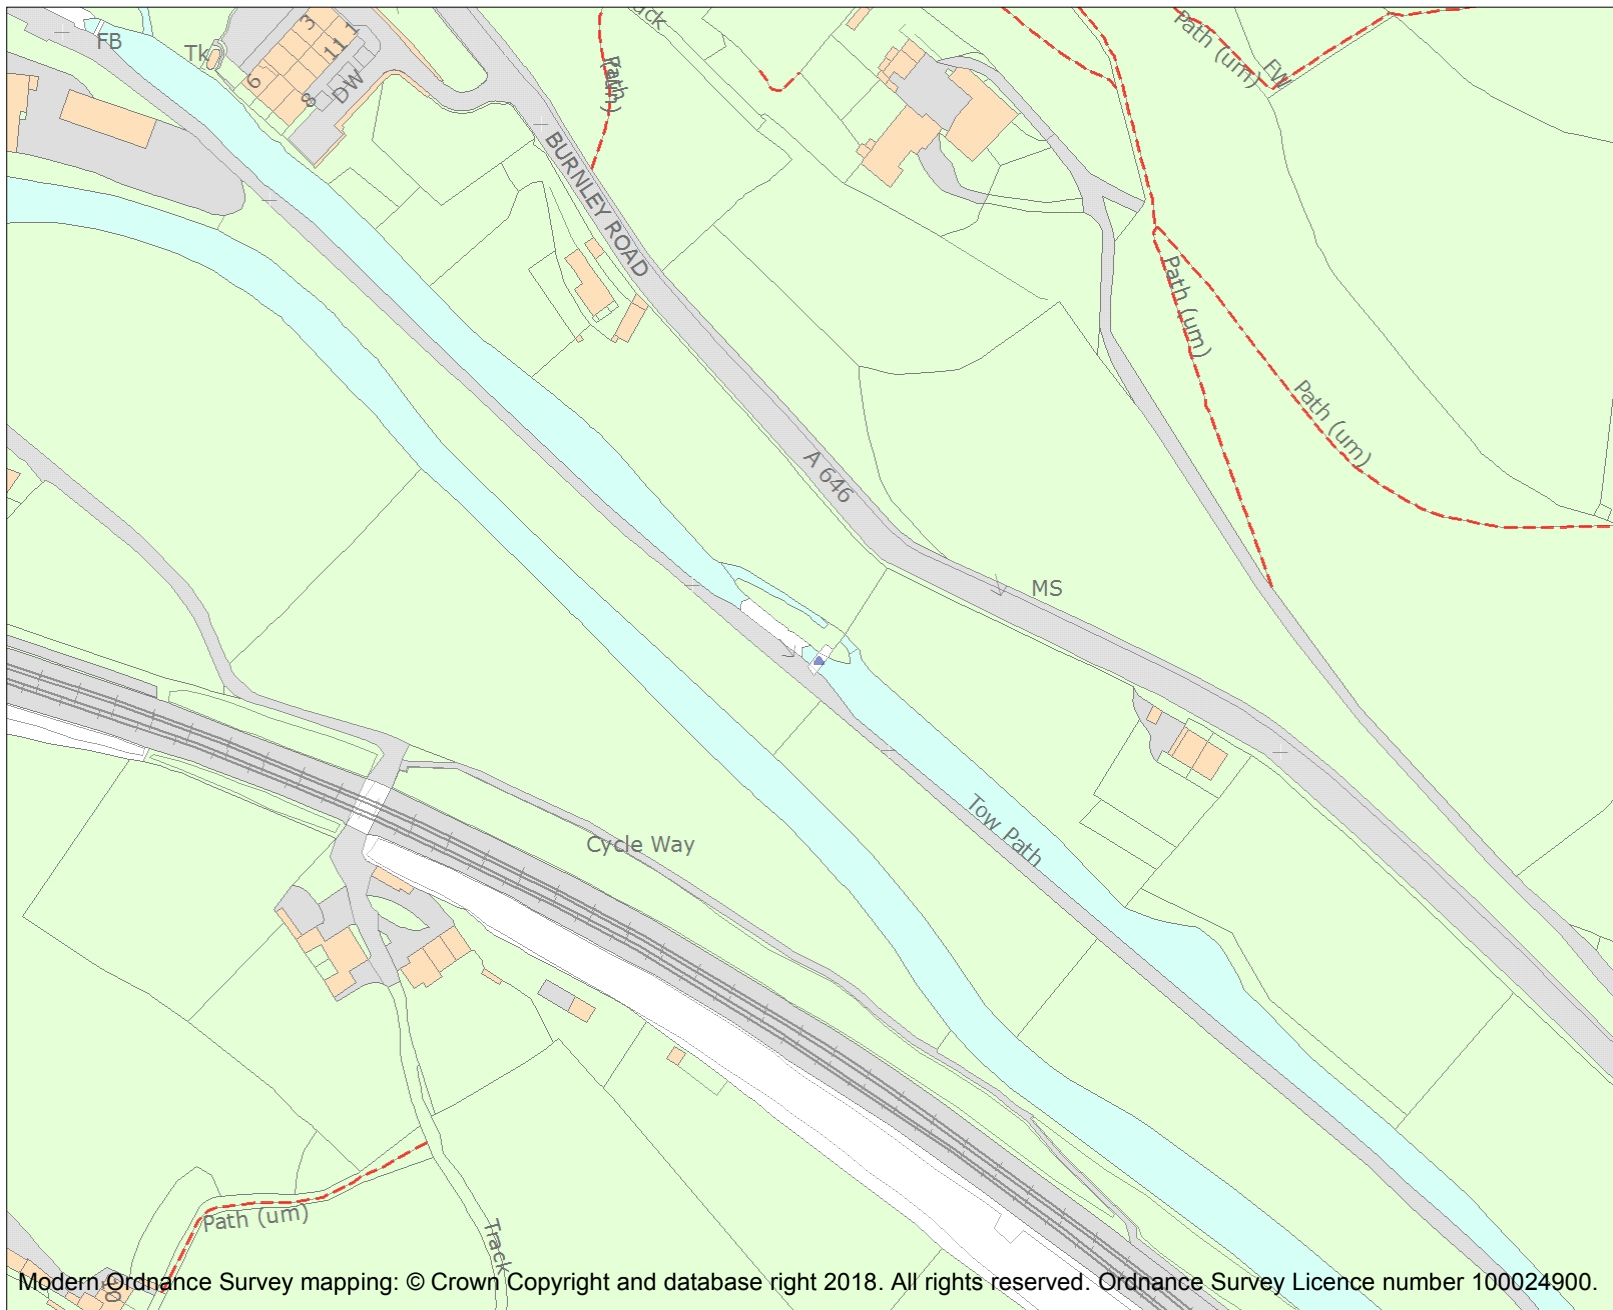 FB
Tk
3
11
1
6
8
DW
Path (um)
Path (um)
FW
BURNLEY ROAD
Path (um)
Path (um)
A 646
MS
Tow Path
Cycle Way
Path (um)
Track
Modern Ordnance Survey mapping: © Crown Copyright and database right 2018. All rights reserved. Ordnance Survey Licence number 100024900.